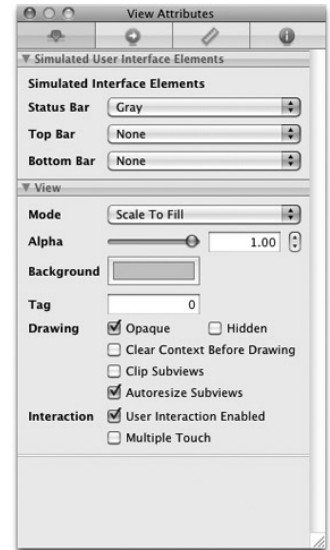 View Attributes
Simulated User Interface Elements
Simulated Interface Elements
Status Bar Gray
Top Bar None
Bottom Bar None
View
Mode Scale To Fill
Alpha 1.00
Background
Tag 0
Drawing Opaque Hidden
Clear Context Before Drawing
Clip Subviews
Autoresize Subviews
Interaction User Interaction Enabled
Multiple Touch